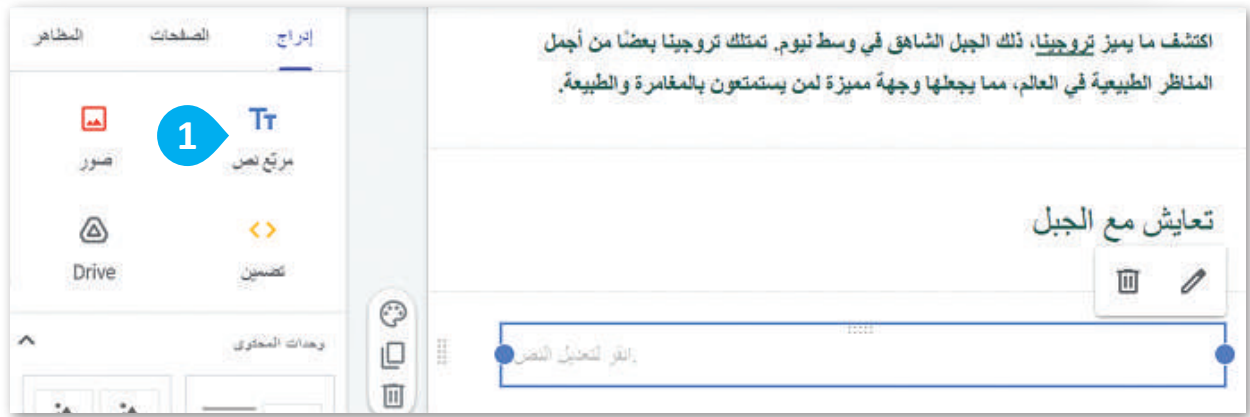 اكتشف ما يميز تروجينا، ذلك الجبل الشاهق في وسط نيوم. تمتلك تروجينا بعضًا من أجمل
المناظر الطبيعية في العالم، مما يجعلها وجهة مميزة لمن يستمتعون بالمغامرة والطبيعة.
تعايش مع الجبل
انقر لتعديل النص.
إدراج
الصفحات
المظاهر
1
مربّع نص
صور
تضمين
Drive
وحدات المحتوى